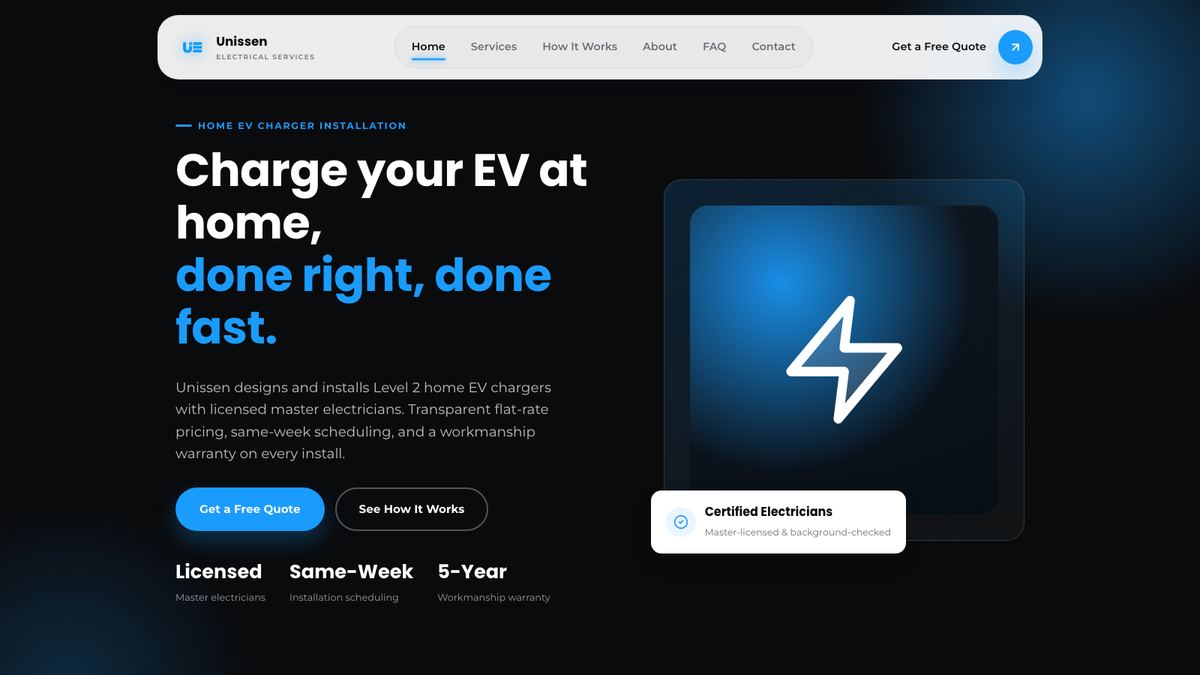 UE
Unissen
ELECTRICAL SERVICES
Home
Services
How It Works
About
FAQ
Contact
Get a Free Quote
HOME EV CHARGER INSTALLATION
Charge your EV at
home,
done right, done
fast.
Unissen designs and installs Level 2 home EV chargers
with licensed master electricians. Transparent flat-rate
pricing, same-week scheduling, and a workmanship
warranty on every install.
Get a Free Quote
See How It Works
Licensed
Master electricians
Same-Week
Installation scheduling
5-Year
Workmanship warranty
Certified Electricians
Master-licensed & background-checked